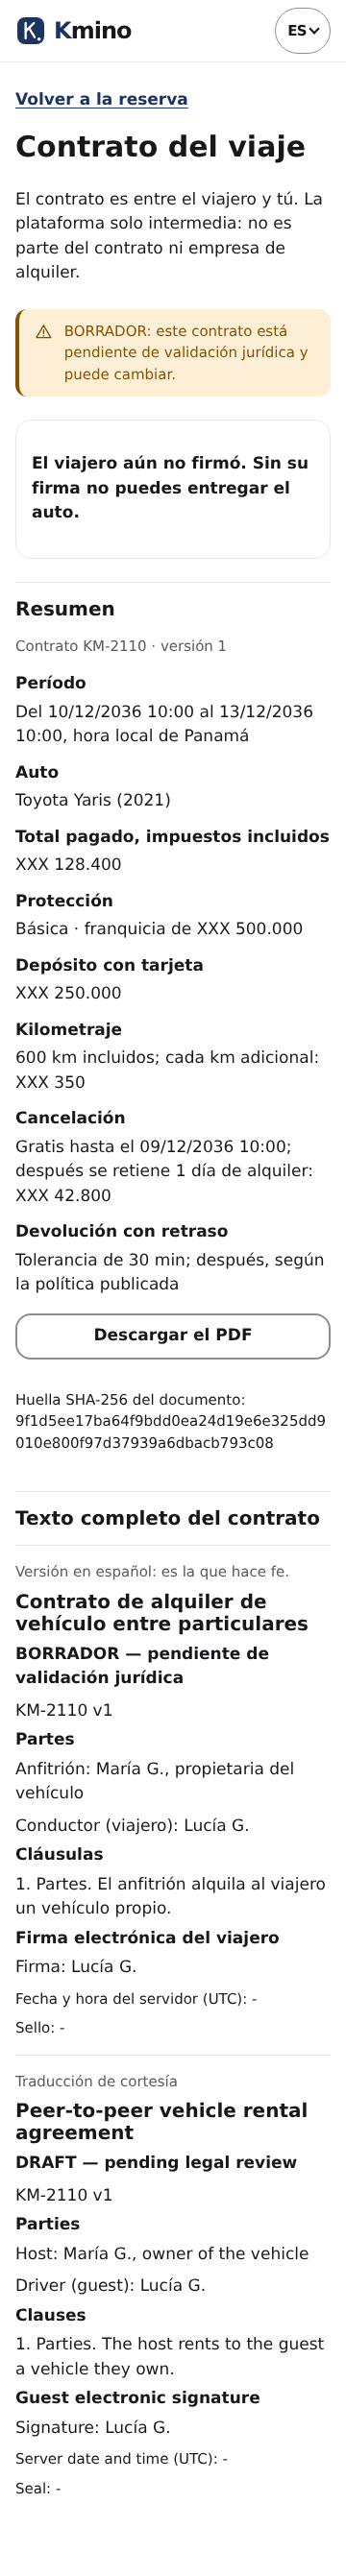 Kmino
ES
Volver a la reserva
Contrato del viaje
El contrato es entre el viajero y tú. La
plataforma solo intermedia: no es
parte del contrato ni empresa de
alquiler.
BORRADOR: este contrato está
pendiente de validación jurídica y
puede cambiar.
El viajero aún no firmó. Sin su
firma no puedes entregar el
auto.
Resumen
Contrato KM-2110 · versión 1
Período
Del 10/12/2036 10:00 al 13/12/2036
10:00, hora local de Panamá
Auto
Toyota Yaris (2021)
Total pagado, impuestos incluidos
XXX 128.400
Protección
Básica · franquicia de XXX 500.000
Depósito con tarjeta
XXX 250.000
Kilometraje
600 km incluidos; cada km adicional:
XXX 350
Cancelación
Gratis hasta el 09/12/2036 10:00;
después se retiene 1 día de alquiler:
XXX 42.800
Devolución con retraso
Tolerancia de 30 min; después, según
la política publicada
Descargar el PDF
Huella SHA-256 del documento:
9f1d5ee17ba64f9bdd0ea24d19e6e325dd9
010e800f97d37939a6dbacb793c08
Texto completo del contrato
Versión en español: es la que hace fe.
Contrato de alquiler de
vehículo entre particulares
BORRADOR — pendiente de
validación jurídica
KM-2110 v1
Partes
Anfitrión: María G., propietaria del
vehículo
Conductor (viajero): Lucía G.
Cláusulas
1. Partes. El anfitrión alquila al viajero
un vehículo propio.
Firma electrónica del viajero
Firma: Lucía G.
Fecha y hora del servidor (UTC): -
Sello: -
Traducción de cortesía
Peer-to-peer vehicle rental
agreement
DRAFT — pending legal review
KM-2110 v1
Parties
Host: María G., owner of the vehicle
Driver (guest): Lucía G.
Clauses
1. Parties. The host rents to the guest
a vehicle they own.
Guest electronic signature
Signature: Lucía G.
Server date and time (UTC): -
Seal: -